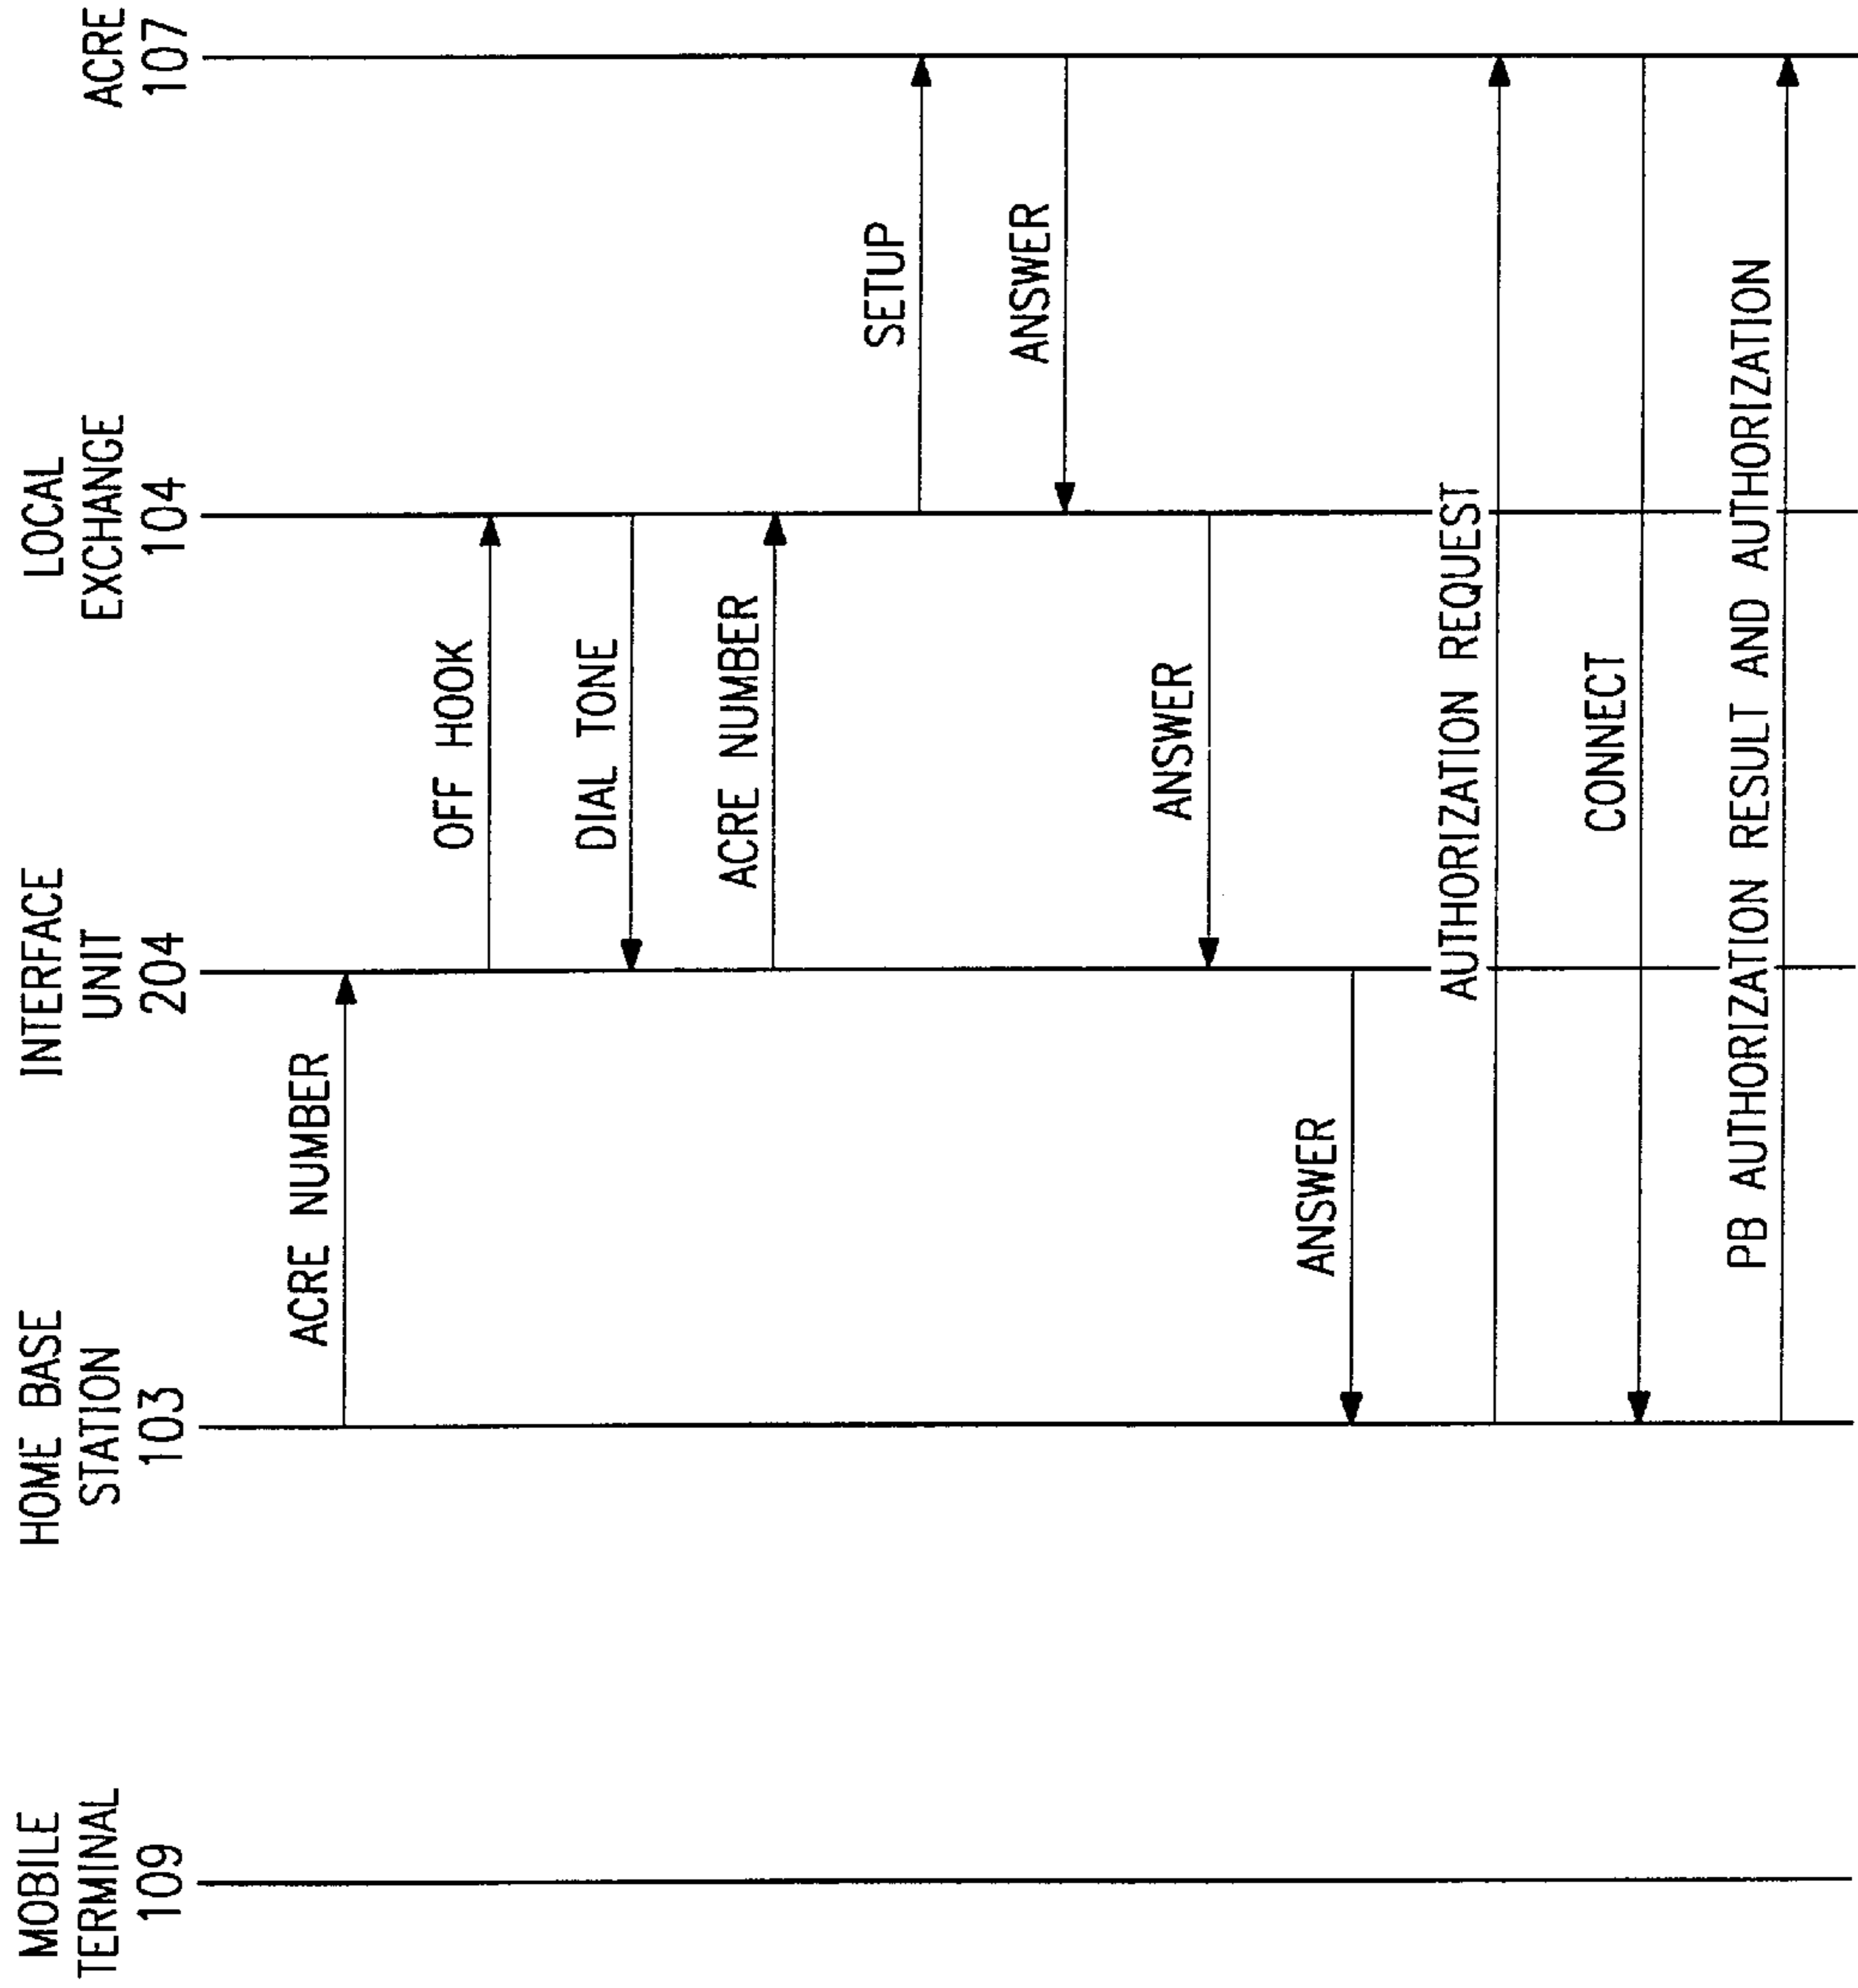 MOBILE
TERMINAL
109
HOME BASE
STATION
103
INTERFACE
UNIT
204
LOCAL
EXCHANGE
104
ACRE
107
ACRE NUMBER
OFF HOOK
DIAL TONE
ACRE NUMBER
SETUP
ANSWER
ANSWER
ANSWER
AUTHORIZATION REQUEST
CONNECT
PB AUTHORIZATION RESULT AND AUTHORIZATION